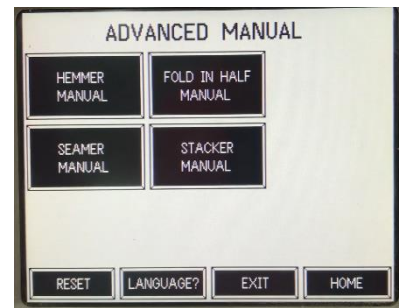 ADVANCED MANUAL
HEMMER
MANUAL
FOLD IN HALF
MANUAL
SEAMER
MANUAL
STACKER
MANUAL
RESET
LANGUAGE?
EXIT
HOME